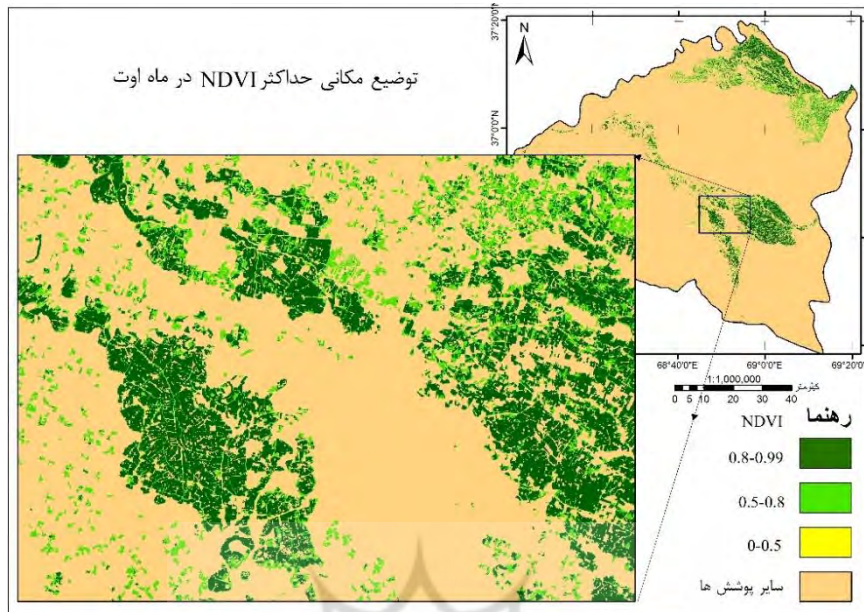 توضیع مکانی حداکثر NDVI در ماه اوت
N
37°20'0"N
37°0'0"N
68°40'0"E 69°0'0"E 69°20'0"E
1:1,000,000
0 5 10 20 30 40 کیلومتر
رهنما
NDVI
0.8-0.99
0.5-0.8
0-0.5
سایر پوشش ها